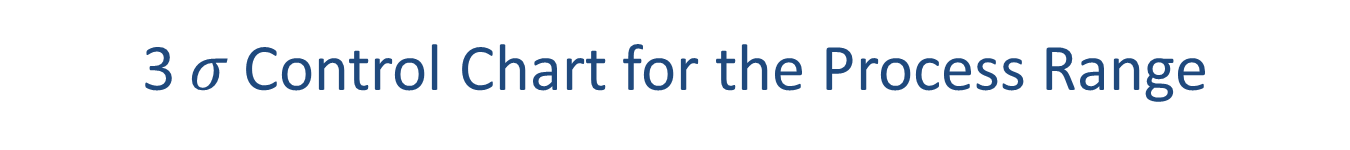 3 𝜎 Control Chart for the Process Range